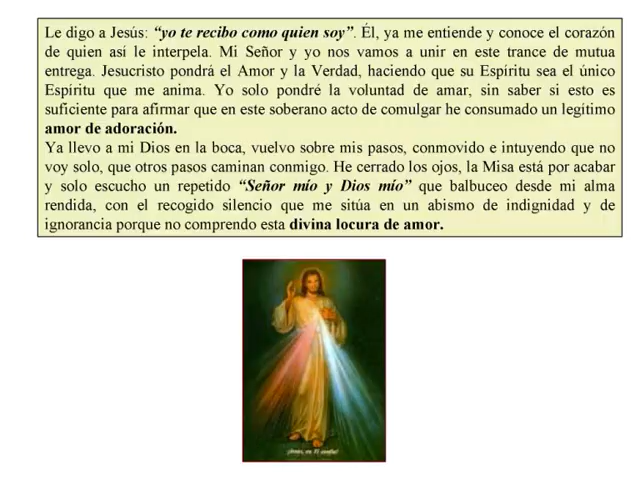 Le digo a Jesús: “yo te recibo como quien soy”. Él, ya me entiende y conoce el corazón
de quien así le interpela. Mi Señor y yo nos vamos a unir en este trance de mutua
entrega. Jesucristo pondrá el Amor y la Verdad, haciendo que su Espíritu sea el único
Espíritu que me anima. Yo solo pondré la voluntad de amar, sin saber si esto es
suficiente para afirmar que en este soberano acto de comulgar he consumado un legítimo
amor de adoración.
Ya llevo a mi Dios en la boca, vuelvo sobre mis pasos, conmovido e intuyendo que no
voy solo, que otros pasos caminan conmigo. He cerrado los ojos, la Misa está por acabar
y solo escucho un repetido “Señor mío y Dios mío” que balbuceo desde mi alma
rendida, con el recogido silencio que me sitúa en un abismo de indignidad y de
ignorancia porque no comprendo esta divina locura de amor.
¡Jesús, en Ti confío!